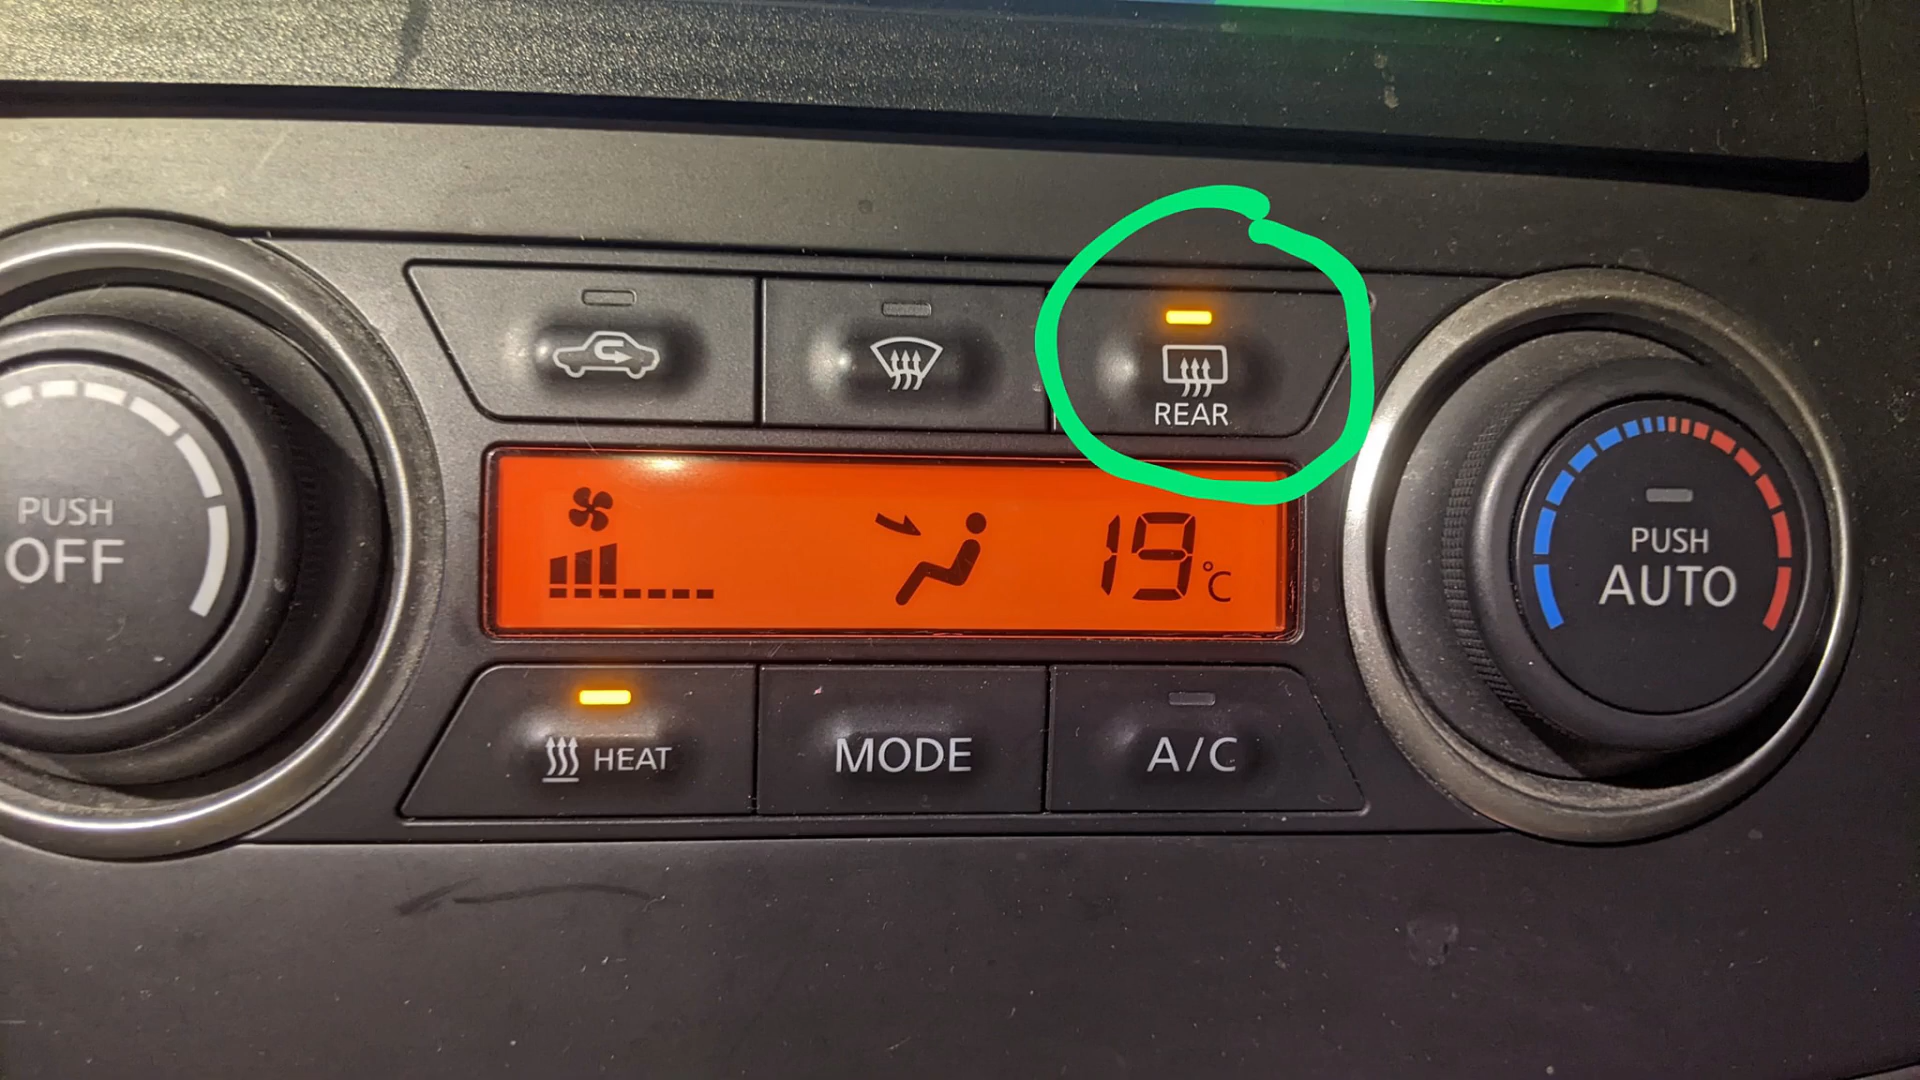 REAR
PUSH
OFF
19°C
PUSH
AUTO
HEAT
MODE
A/C